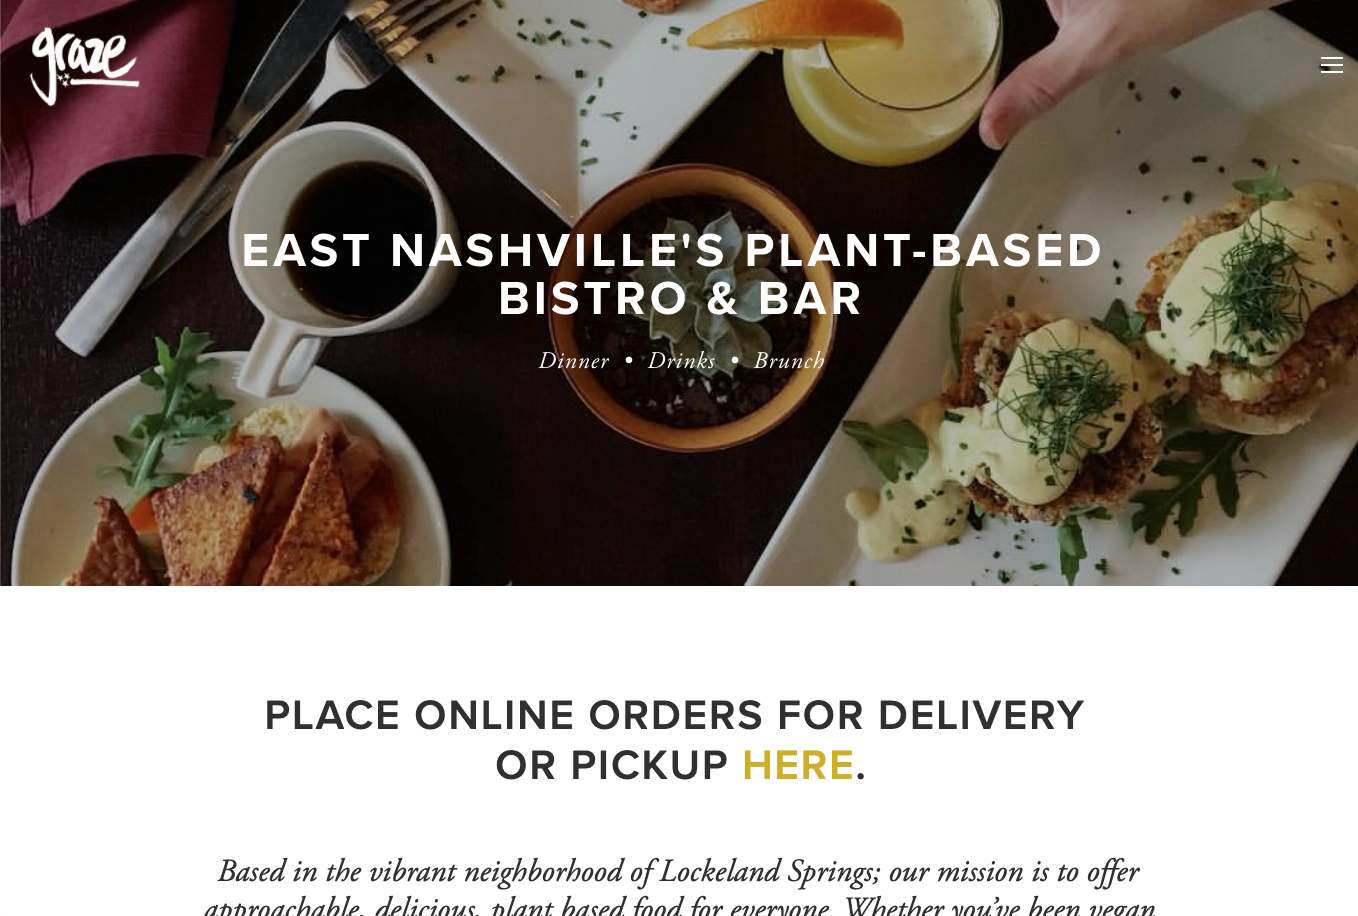 graze
EAST NASHVILLE'S PLANT-BASED
BISTRO & BAR
Dinner • Drinks • Brunch
PLACE ONLINE ORDERS FOR DELIVERY
OR PICKUP HERE.
Based in the vibrant neighborhood of Lockeland Springs; our mission is to offer
approachable, delicious, plant based food for everyone. Whether you’ve been vegan